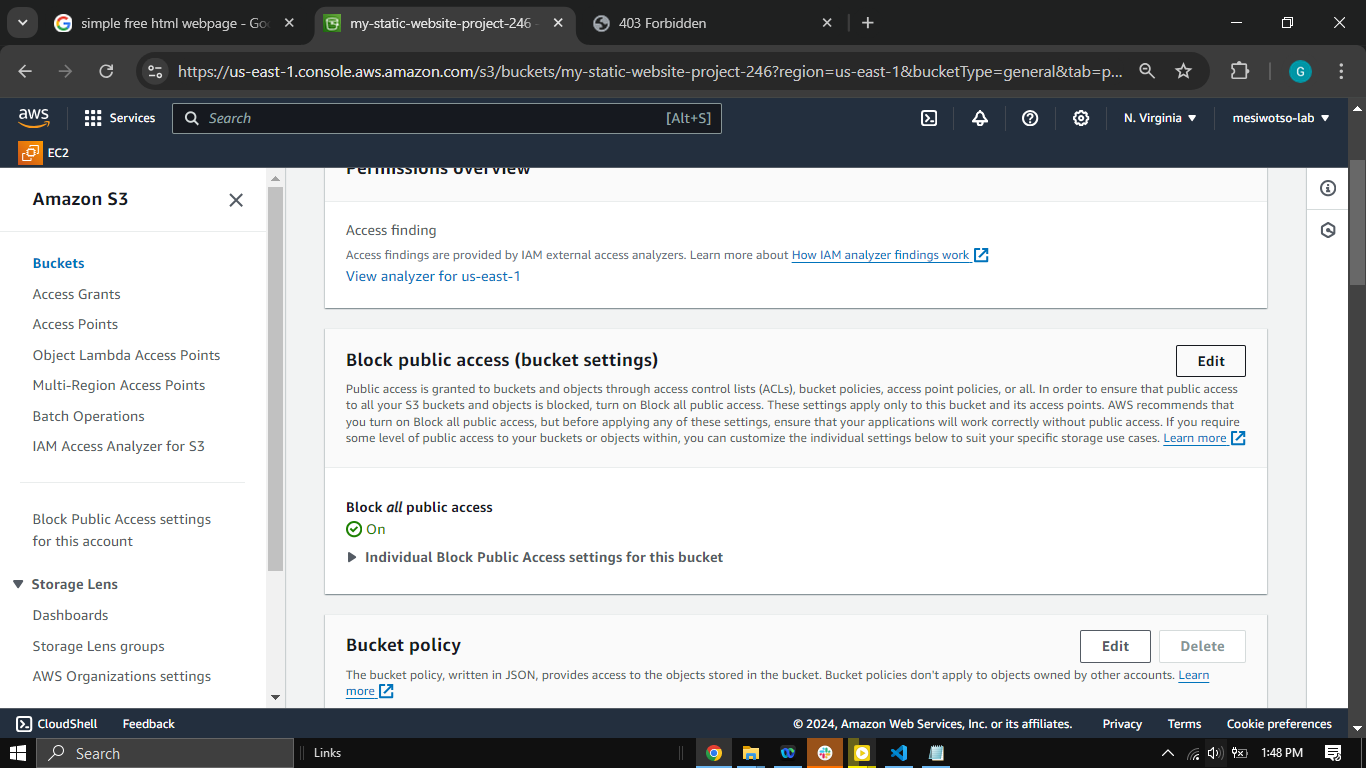 simple free html webpage - Goo
my-static-website-project-246 -
403 Forbidden
https://us-east-1.console.aws.amazon.com/s3/buckets/my-static-website-project-246?region=us-east-1&bucketType=general&tab=p...
G
aws
Services
Search
[Alt+S]
N. Virginia
mesiwotso-lab
EC2
Amazon S3
Buckets
Access Grants
Access Points
Object Lambda Access Points
Multi-Region Access Points
Batch Operations
IAM Access Analyzer for S3
Block Public Access settings
for this account
Storage Lens
Dashboards
Storage Lens groups
AWS Organizations settings
Permissions overview
Access finding
Access findings are provided by IAM external access analyzers. Learn more about How IAM analyzer findings work
View analyzer for us-east-1
Block public access (bucket settings)
Edit
Public access is granted to buckets and objects through access control lists (ACLs), bucket policies, access point policies, or all. In order to ensure that public access
to all your S3 buckets and objects is blocked, turn on Block all public access. These settings apply only to this bucket and its access points. AWS recommends that
you turn on Block all public access, but before applying any of these settings, ensure that your applications will work correctly without public access. If you require
some level of public access to your buckets or objects within, you can customize the individual settings below to suit your specific storage use cases. Learn more
Block all public access
On
Individual Block Public Access settings for this bucket
Bucket policy
Edit
Delete
The bucket policy, written in JSON, provides access to the objects stored in the bucket. Bucket policies don't apply to objects owned by other accounts. Learn
more
CloudShell
Feedback
© 2024, Amazon Web Services, Inc. or its affiliates.
Privacy
Terms
Cookie preferences
Search
Links
1:48 PM